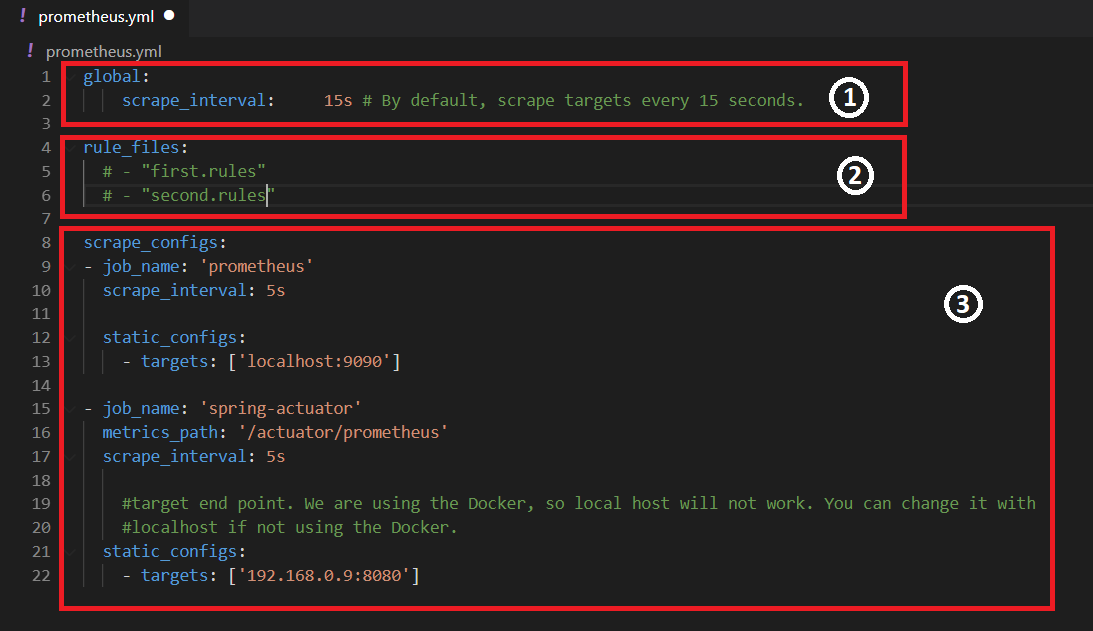 ! prometheus.yml ●
! prometheus.yml
1 global:
2 scrape_interval: 15s # By default, scrape targets every 15 seconds. 1
3
4 rule_files:
5 # - "first.rules" 2
6 # - "second.rules"
7
8 scrape_configs:
9 - job_name: 'prometheus'
10 scrape_interval: 5s 3
11
12 static_configs:
13 - targets: ['localhost:9090']
14
15 - job_name: 'spring-actuator'
16 metrics_path: '/actuator/prometheus'
17 scrape_interval: 5s
18
19 #target end point. We are using the Docker, so local host will not work. You can change it with
20 #localhost if not using the Docker.
21 static_configs:
22 - targets: ['192.168.0.9:8080']